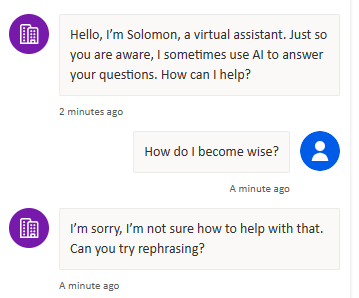 Hello, I'm Solomon, a virtual assistant. Just so
you are aware, I sometimes use AI to answer
your questions. How can I help?
2 minutes ago
How do I become wise?
A minute ago
I'm sorry, I'm not sure how to help with that.
Can you try rephrasing?
A minute ago